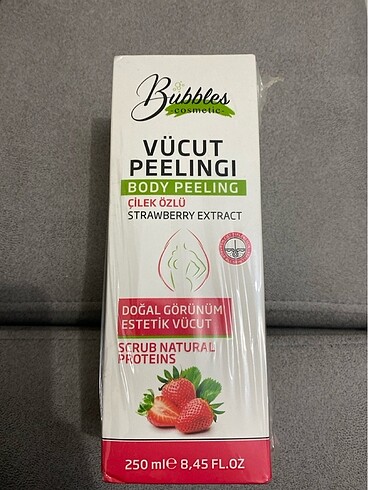 Bubbles
cosmetic
VÜCUT
PEELINGI
BODY PEELING
ÇİLEK ÖZLÜ
STRAWBERRY EXTRACT
DOĞAL GÖRÜNÜM
ESTETİK VÜCUT
SCRUB NATURAL
PROTEINS
250 ml℮ 8,45 FL.OZ